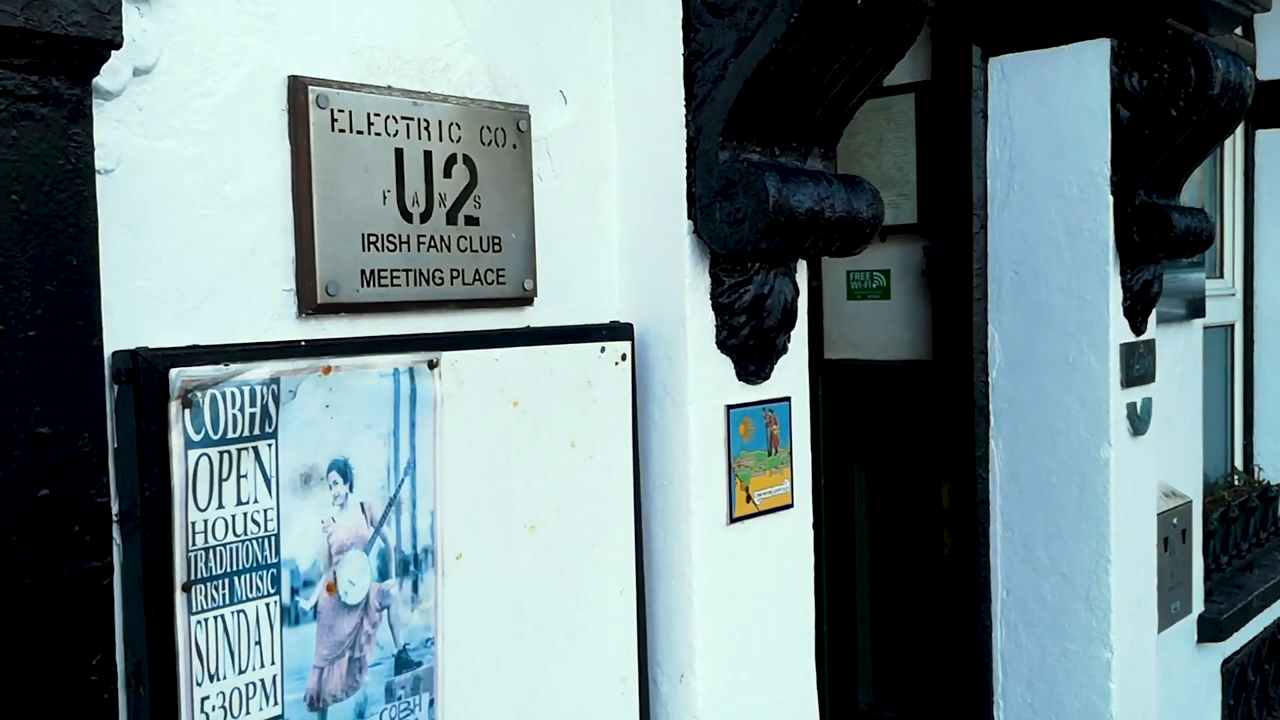 ELECTRIC CO.
U2
FANS
IRISH FAN CLUB
MEETING PLACE
COBH'S
OPEN
HOUSE
TRADITIONAL
IRISH MUSIC
SUNDAY
5:30PM
COBH
FREE
WI-FI